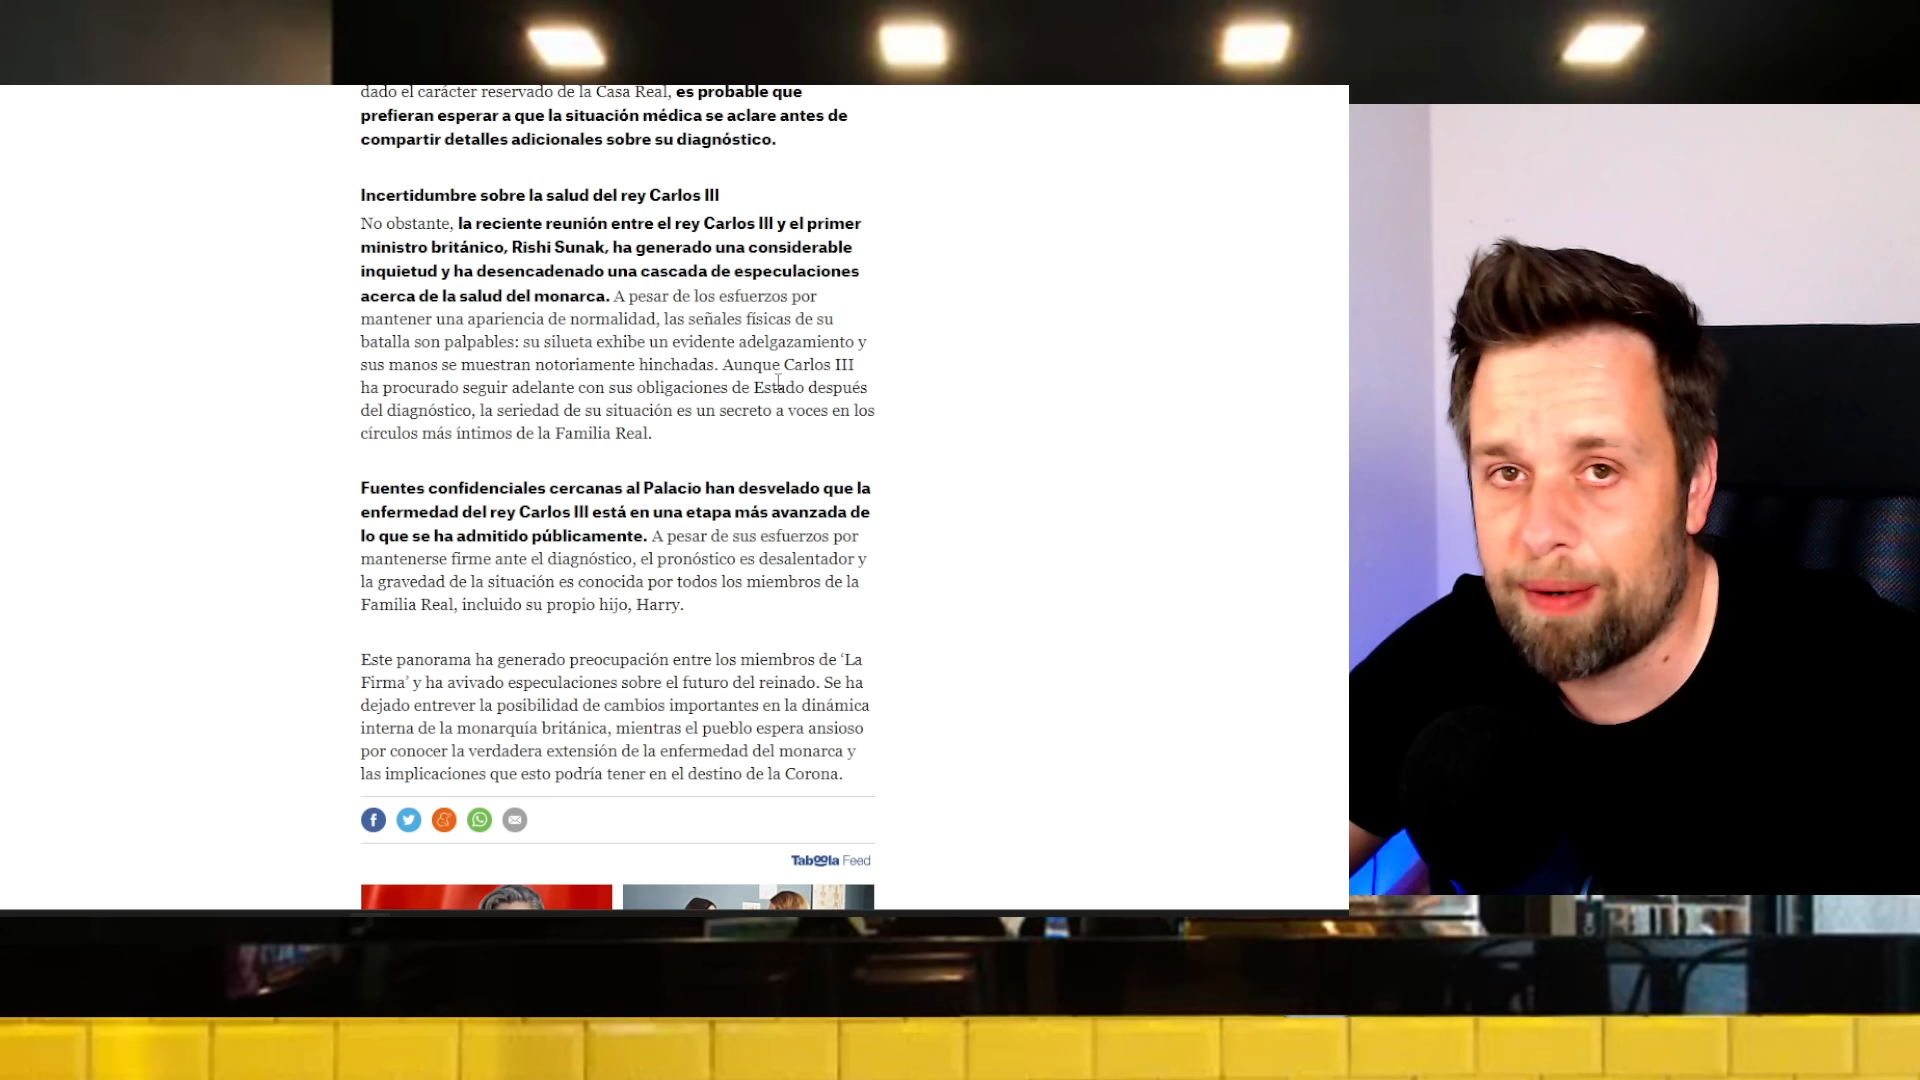 dado el carácter reservado de la Casa Real, es probable que
prefieran esperar a que la situación médica se aclare antes de
compartir detalles adicionales sobre su diagnóstico.
Incertidumbre sobre la salud del rey Carlos III
No obstante, la reciente reunión entre el rey Carlos III y el primer
ministro británico, Rishi Sunak, ha generado una considerable
inquietud y ha desencadenado una cascada de especulaciones
acerca de la salud del monarca. A pesar de los esfuerzos por
mantener una apariencia de normalidad, las señales físicas de su
batalla son palpables: su silueta exhibe un evidente adelgazamiento y
sus manos se muestran notoriamente hinchadas. Aunque Carlos III
ha procurado seguir adelante con sus obligaciones de Estado después
del diagnóstico, la seriedad de su situación es un secreto a voces en los
círculos más íntimos de la Familia Real.
Fuentes confidenciales cercanas al Palacio han desvelado que la
enfermedad del rey Carlos III está en una etapa más avanzada de
lo que se ha admitido públicamente. A pesar de sus esfuerzos por
mantenerse firme ante el diagnóstico, el pronóstico es desalentador y
la gravedad de la situación es conocida por todos los miembros de la
Familia Real, incluido su propio hijo, Harry.
Este panorama ha generado preocupación entre los miembros de ‘La
Firma’ y ha avivado especulaciones sobre el futuro del reinado. Se ha
dejado entrever la posibilidad de cambios importantes en la dinámica
interna de la monarquía británica, mientras el pueblo espera ansioso
por conocer la verdadera extensión de la enfermedad del monarca y
las implicaciones que esto podría tener en el destino de la Corona.
Taboola Feed